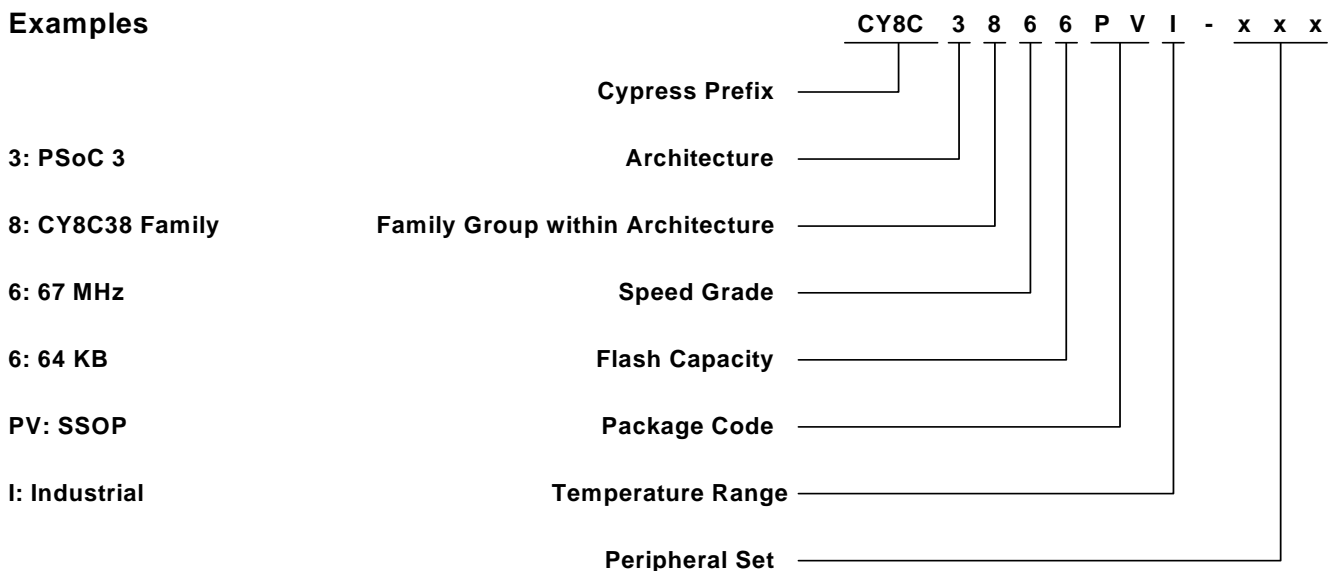 Examples CY8C 3 8 6 6 P V I - x x x
Cypress Prefix
3: PSoC 3 Architecture
8: CY8C38 Family Family Group within Architecture
6: 67 MHz Speed Grade
6: 64 KB Flash Capacity
PV: SSOP Package Code
I: Industrial Temperature Range
Peripheral Set